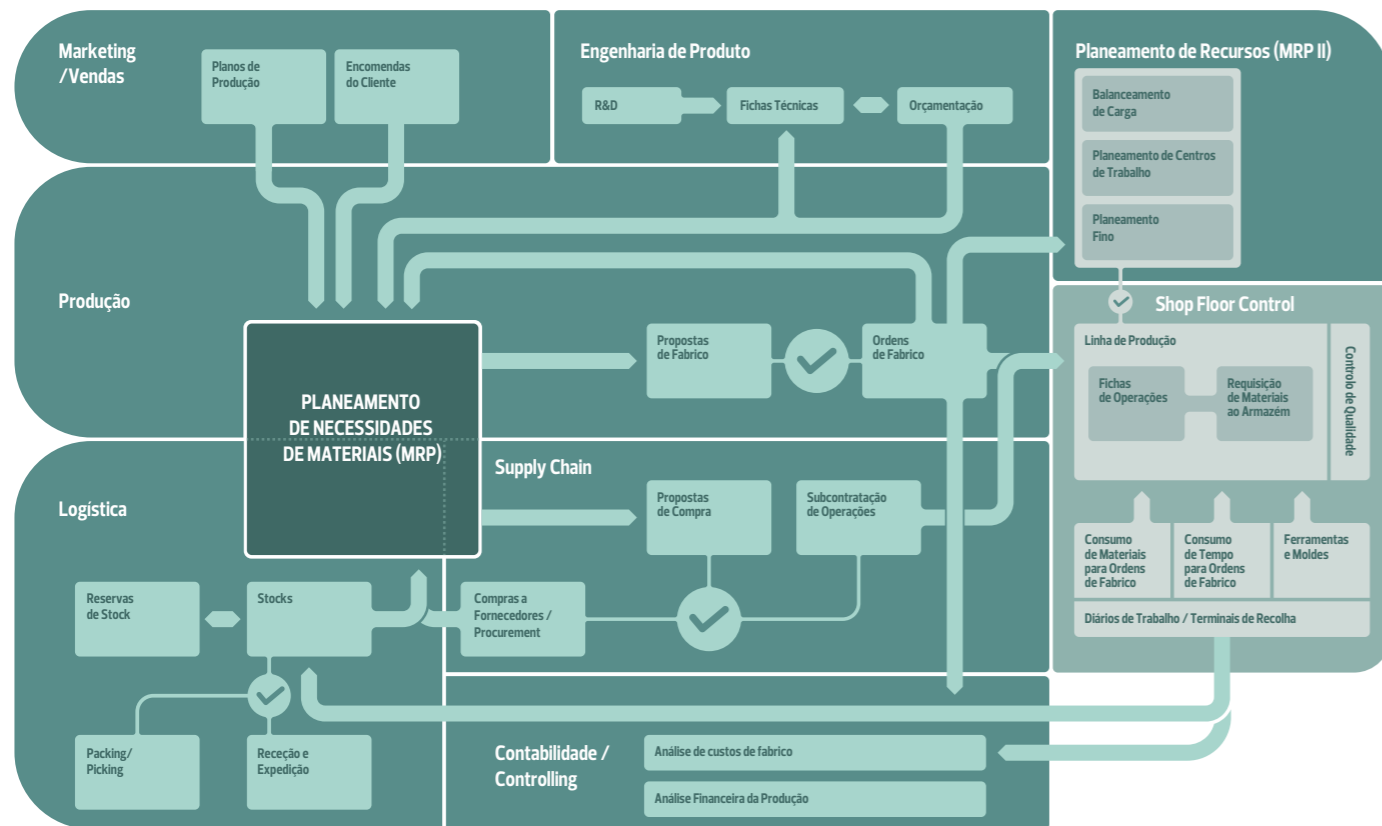 Marketing
/Vendas
Planos de
Produção
Encomendas
do Cliente
Engenharia de Produto
R&D
Fichas Técnicas
Orçamentação
Planeamento de Recursos (MRP II)
Balanceamento
de Carga
Planeamento de Centros
de Trabalho
Planeamento
Fino
Produção
PLANEAMENTO
DE NECESSIDADES
DE MATERIAIS (MRP)
Propostas
de Fabrico
Ordens
de Fabrico
Shop Floor Control
Linha de Produção
Fichas
de Operações
Requisição
de Materiais
ao Armazém
Controlo de Qualidade
Consumo
de Materiais
para Ordens
de Fabrico
Consumo
de Tempo
para Ordens
de Fabrico
Ferramentas
e Moldes
Diários de Trabalho / Terminais de Recolha
Logística
Reservas
de Stock
Stocks
Packing/
Picking
Receção e
Expedição
Supply Chain
Propostas
de Compra
Subcontratação
de Operações
Compras a
Fornecedores /
Procurement
Contabilidade /
Controlling
Análise de custos de fabrico
Análise Financeira da Produção